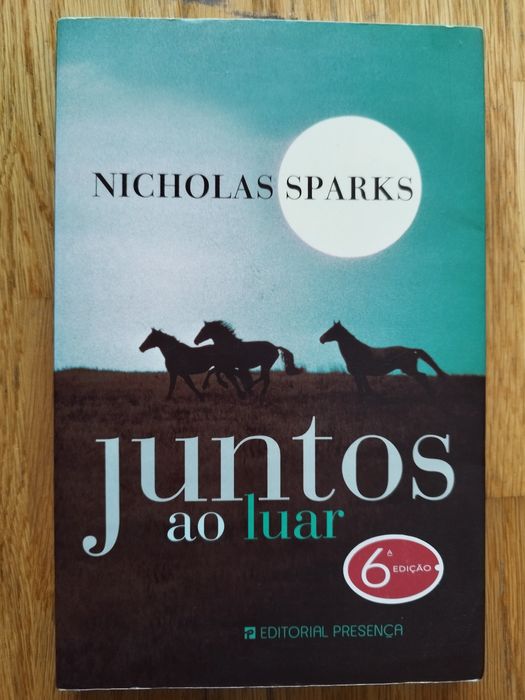 NICHOLAS SPARKS
juntos
ao luar
6ª
EDIÇÃO
EDITORIAL PRESENÇA